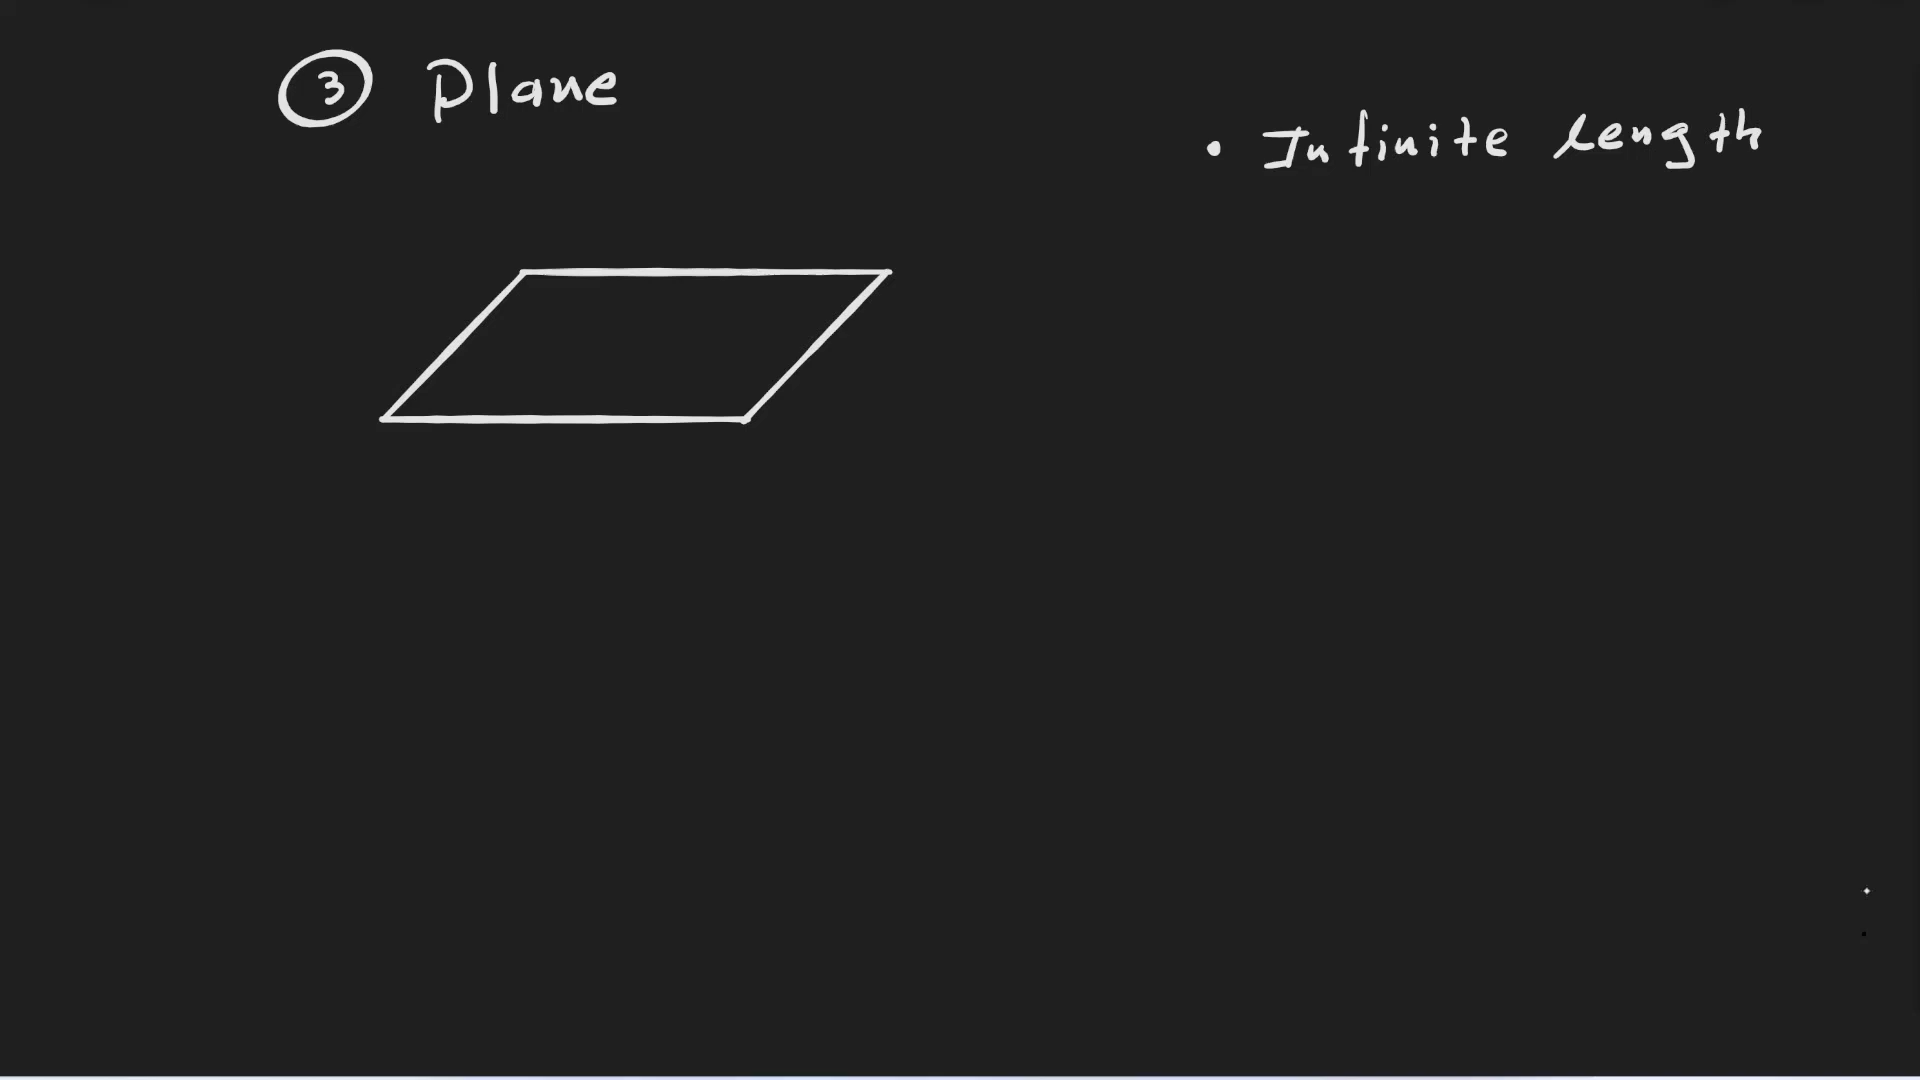 ③ Plane
• Infinite length